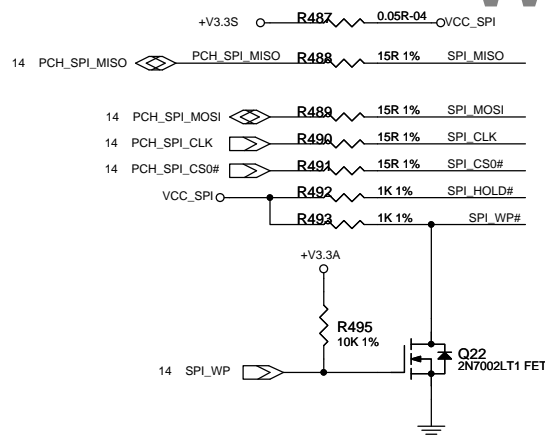 +V3.3S R487 0.05R-04 VCC_SPI
14 PCH_SPI_MISO PCH_SPI_MISO R488 15R 1% SPI_MISO
14 PCH_SPI_MOSI R489 15R 1% SPI_MOSI
14 PCH_SPI_CLK R490 15R 1% SPI_CLK
14 PCH_SPI_CS0# R491 15R 1% SPI_CS0#
VCC_SPI R492 1K 1% SPI_HOLD#
R493 1K 1% SPI_WP#
+V3.3A
R495
10K 1%
Q22
2N7002LT1 FET
14 SPI_WP